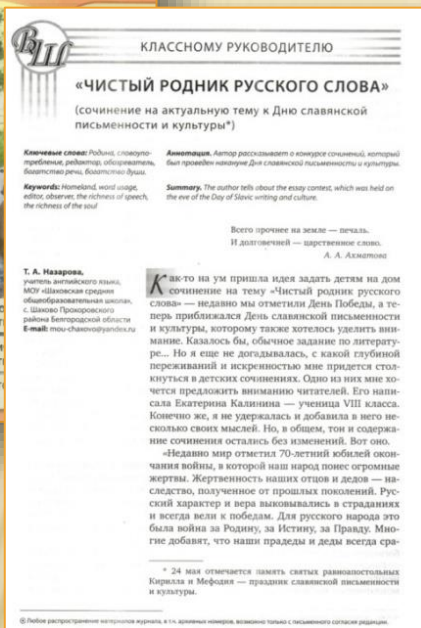 ВШ
КЛАССНОМУ РУКОВОДИТЕЛЮ
«ЧИСТЫЙ РОДНИК РУССКОГО СЛОВА»
(сочинение на актуальную тему к Дню славянской
письменности и культуры*)
Ключевые слова: Родина, словоупо-
требление, редактор, обозреватель,
богатство речи, богатство души.
Keywords: Homeland, word usage,
editor, observer, the richness of speech,
the richness of the soul
Аннотация. Автор рассказывает о конкурсе сочинений, который
был проведен накануне Дня славянской письменности и культуры.
Summary. The author tells about the essay contest, which was held on
the eve of the Day of Slavic writing and culture.
Всего прочнее на земле — печаль.
И долговечней — царственное слово.
А. А. Ахматова
Т. А. Назарова,
учитель английского языка,
МОУ «Шаховская средняя
общеобразовательная школа»,
с. Шахово Прохоровского
района Белгородской области
E-mail: mou-chaxovo@yandex.ru
Как-то на ум пришла идея задать детям на дом
сочинение на тему «Чистый родник русского
слова» — недавно мы отметили День Победы, а те-
перь приближался День славянской письменности
и культуры, которому также хотелось уделить вни-
мание. Казалось бы, обычное задание по литерату-
ре... Но я еще не догадывалась, с какой глубиной
переживаний и искренностью мне придется стол-
кнуться в детских сочинениях. Одно из них мне хо-
чется предложить вниманию читателей. Его напи-
сала Екатерина Калинина — ученица VIII класса.
Конечно же, я не удержалась и добавила в него не-
сколько своих мыслей. Но, в общем, тон и содержа-
ние сочинения остались без изменений. Вот оно.
«Недавно мир отметил 70-летний юбилей окон-
чания войны, в которой наш народ понес огромные
жертвы. Жертвенность наших отцов и дедов — на-
следство, полученное от прошлых поколений. Рус-
ский характер и вера выковывались в страданиях
и всегда вели к победам. Для русского народа это
была война за Родину, за Истину, за Правду. Мно-
гие добавят, что наши прадеды и деды всегда сра-
* 24 мая отмечается память святых равноапостольных
Кирилла и Мефодия — праздник славянской письменности
и культуры.
Любое распространение материалов журнала, в т.ч. архивных номеров, возможно только с письменного согласия редакции.